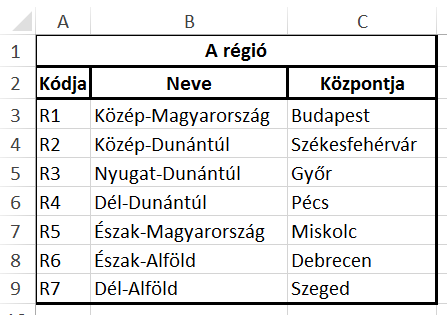 A B C
1 A régió
2 Kódja Neve Központja
3 R1 Közép-Magyarország Budapest
4 R2 Közép-Dunántúl Székesfehérvár
5 R3 Nyugat-Dunántúl Győr
6 R4 Dél-Dunántúl Pécs
7 R5 Észak-Magyarország Miskolc
8 R6 Észak-Alföld Debrecen
9 R7 Dél-Alföld Szeged